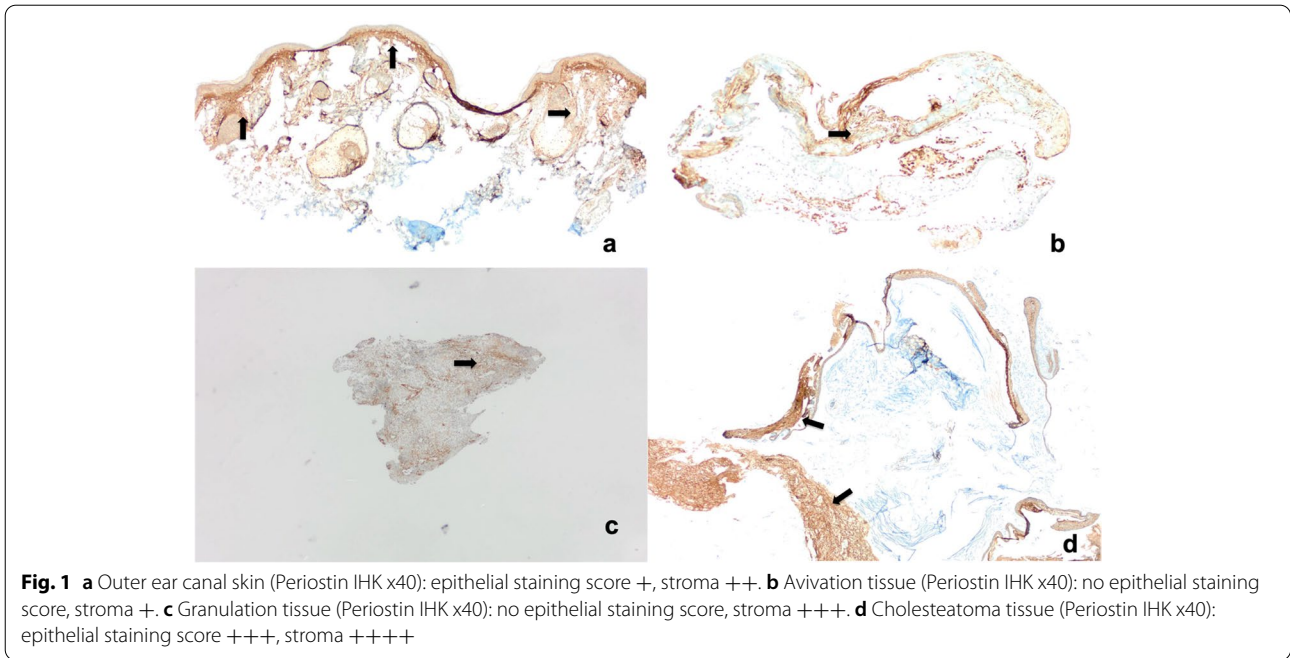 a
b
c
d
Fig. 1 a Outer ear canal skin (Periostin IHK x40): epithelial staining score +, stroma ++. b Avivation tissue (Periostin IHK x40): no epithelial staining
score, stroma +. c Granulation tissue (Periostin IHK x40): no epithelial staining score, stroma +++. d Cholesteatoma tissue (Periostin IHK x40):
epithelial staining score +++, stroma ++++